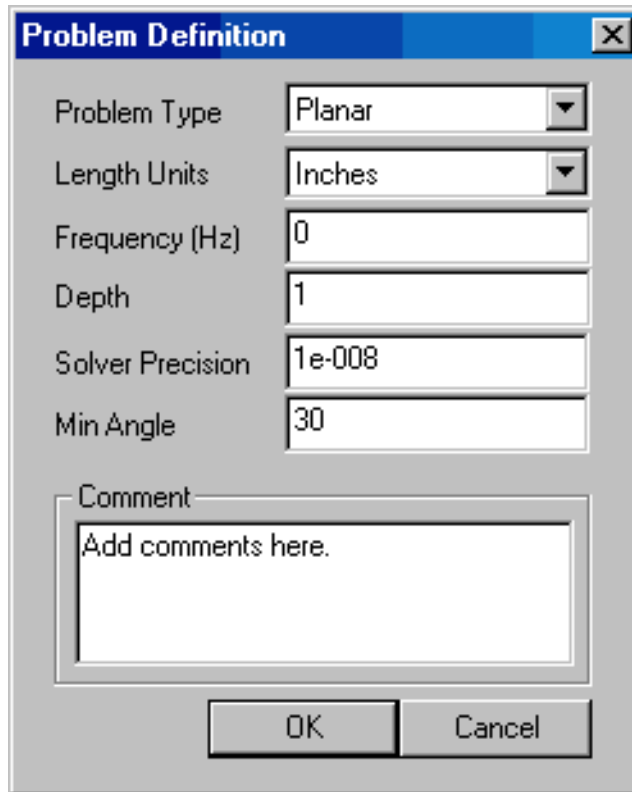 Problem Definition
Problem Type Planar
Length Units Inches
Frequency (Hz) 0
Depth 1
Solver Precision 1e-008
Min Angle 30
Comment
Add comments here.
OK Cancel